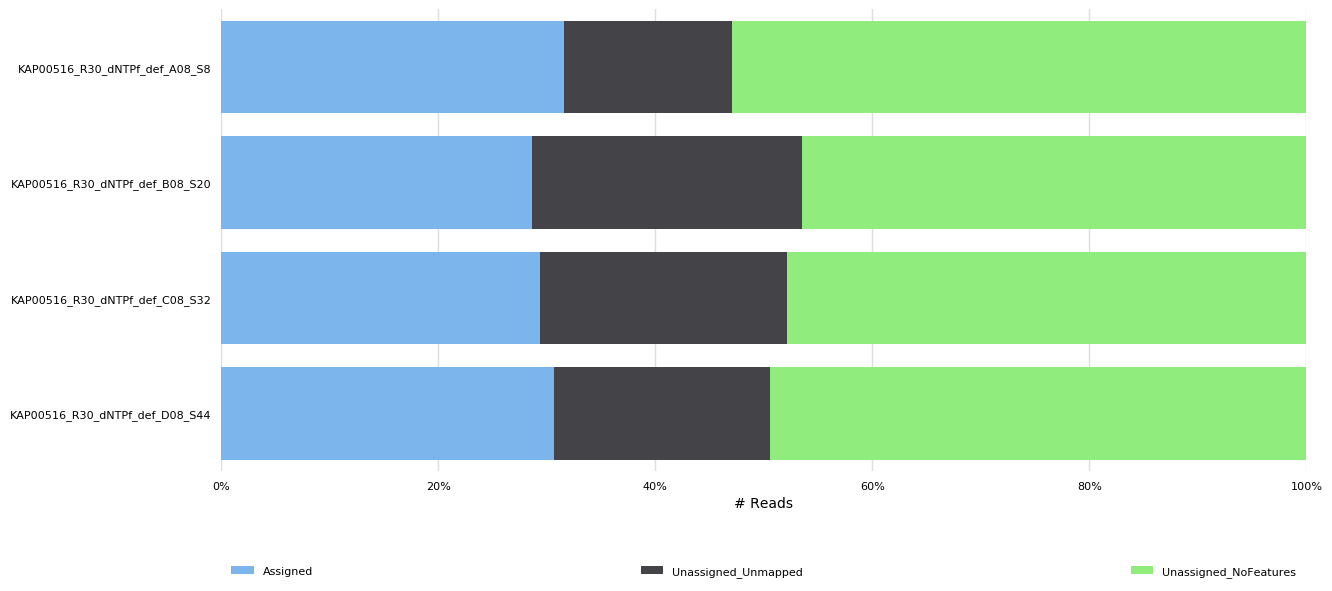 KAP00516_R30_dNTPf_def_A08_S8
KAP00516_R30_dNTPf_def_B08_S20
KAP00516_R30_dNTPf_def_C08_S32
KAP00516_R30_dNTPf_def_D08_S44
0% 20% 40% 60% 80% 100%
# Reads
Assigned Unassigned_Unmapped Unassigned_NoFeatures